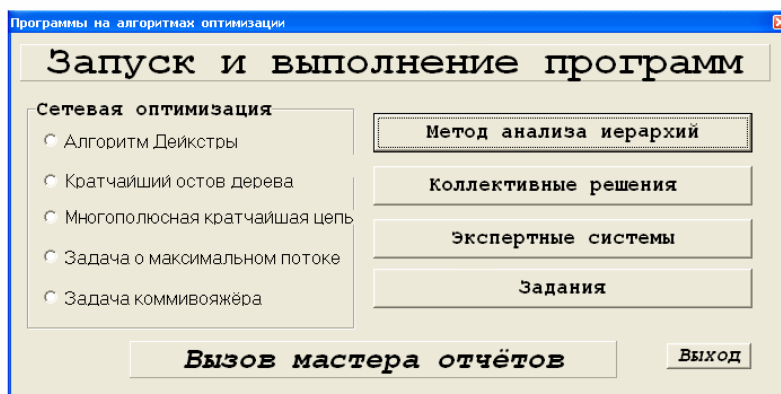 Программы на алгоритмах оптимизации
Запуск и выполнение программ
Сетевая оптимизация
Алгоритм Дейкстры
Кратчайший остов дерева
Многополюсная кратчайшая цепь
Задача о максимальном потоке
Задача коммивояжёра
Метод анализа иерархий
Коллективные решения
Экспертные системы
Задания
Вызов мастера отчётов
Выход